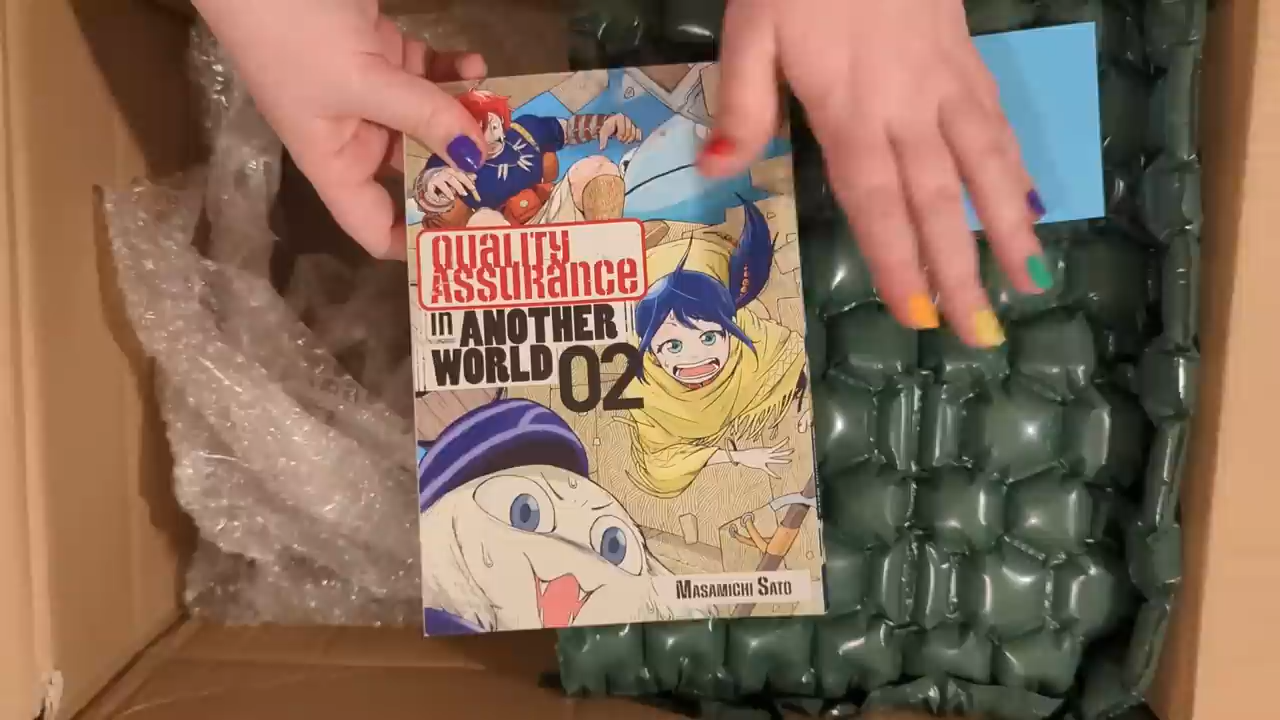 QUALITY
ASSURANCE
in ANOTHER
WORLD 02
MASAMICHI SATO